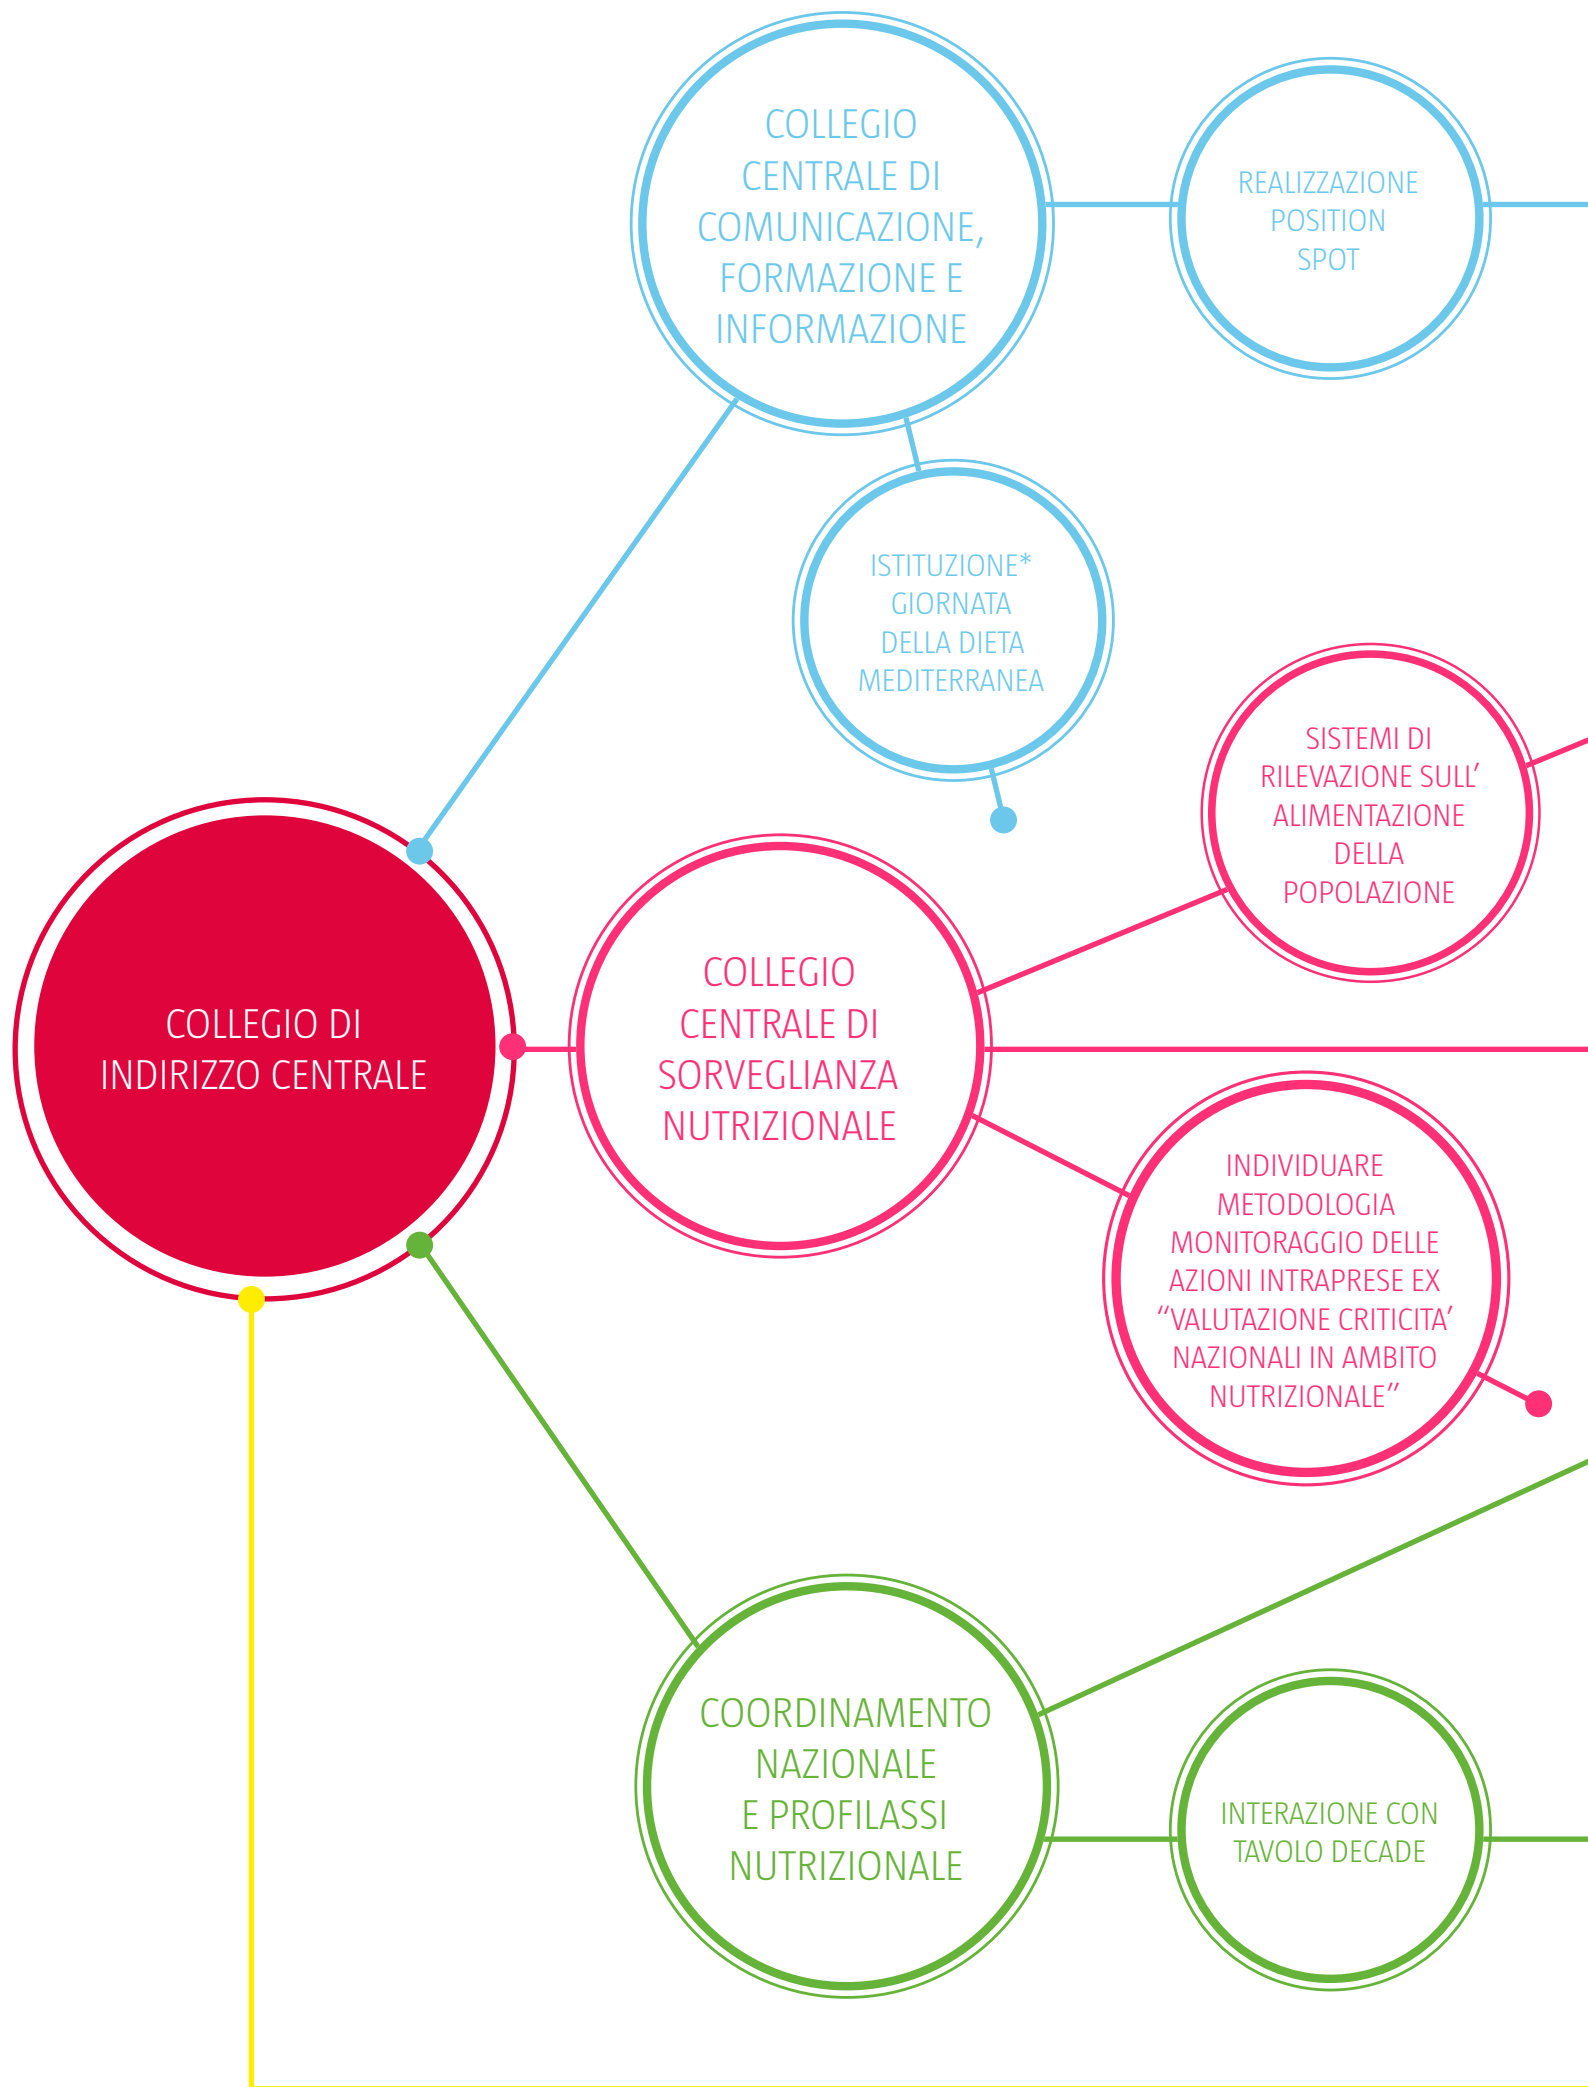 COLLEGIO
CENTRALE DI
COMUNICAZIONE,
FORMAZIONE E
INFORMAZIONE
REALIZZAZIONE
POSITION
SPOT
ISTITUZIONE*
GIORNATA
DELLA DIETA
MEDITERRANEA
SISTEMI DI
RILEVAZIONE SULL'
ALIMENTAZIONE
DELLA
POPOLAZIONE
COLLEGIO DI
INDIRIZZO CENTRALE
COLLEGIO
CENTRALE DI
SORVEGLIANZA
NUTRIZIONALE
INDIVIDUARE
METODOLOGIA
MONITORAGGIO DELLE
AZIONI INTRAPRESE EX
"VALUTAZIONE CRITICITA'
NAZIONALI IN AMBITO
NUTRIZIONALE"
COORDINAMENTO
NAZIONALE
E PROFILASSI
NUTRIZIONALE
INTERAZIONE CON
TAVOLO DECADE